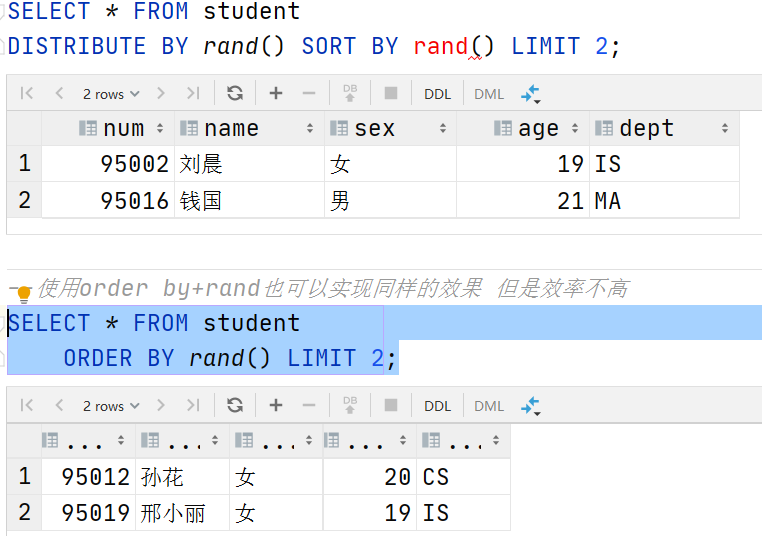 SELECT * FROM student
DISTRIBUTE BY rand() SORT BY rand() LIMIT 2;
2 rows DB DDL DML
num name sex age dept
1 95002 刘晨 女 19 IS
2 95016 钱国 男 21 MA
--使用order by+rand也可以实现同样的效果 但是效率不高
SELECT * FROM student
ORDER BY rand() LIMIT 2;
2 rows DB DDL DML
... ... ... ... ...
1 95012 孙花 女 20 CS
2 95019 邢小丽 女 19 IS